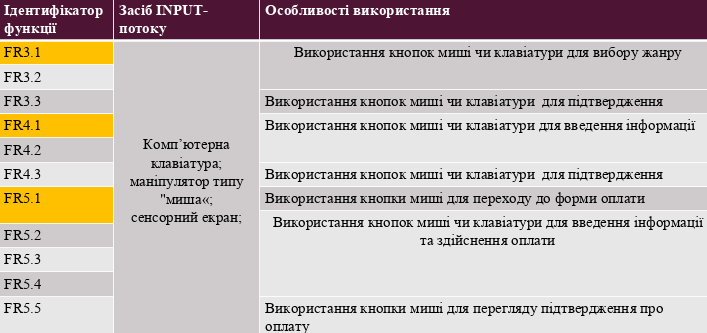 Ідентифікатор функції
Засіб INPUT-потоку
Особливості використання
FR3.1
Використання кнопок миші чи клавіатури для вибору жанру
FR3.2
FR3.3
Використання кнопок миші чи клавіатури  для підтвердження
FR4.1
Використання кнопок миші чи клавіатури для введення інформації
FR4.2
Комп’ютерна
клавіатура;
маніпулятор типу
"миша«;
сенсорний екран;
FR4.3
Використання кнопок миші чи клавіатури  для підтвердження
FR5.1
Використання кнопки миші для переходу до форми оплати
FR5.2
Використання кнопок миші чи клавіатури для введення інформації
та здійснення оплати
FR5.3
FR5.4
FR5.5
Використання кнопки миші для перегляду підтвердження про
оплату